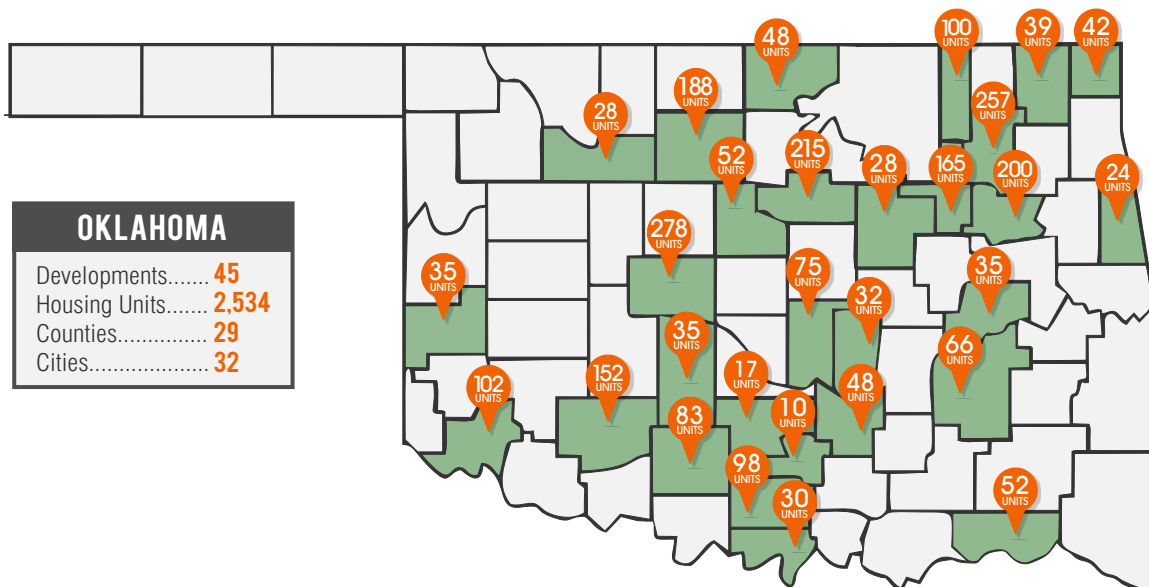 48
UNITS
100
UNITS
39
UNITS
42
UNITS
188
UNITS
257
UNITS
28
UNITS
52
UNITS
215
UNITS
28
UNITS
165
UNITS
200
UNITS
24
UNITS
OKLAHOMA
Developments....... 45
Housing Units....... 2,534
Counties............... 29
Cities.................... 32
278
UNITS
35
UNITS
75
UNITS
32
UNITS
35
UNITS
35
UNITS
66
UNITS
102
UNITS
152
UNITS
17
UNITS
10
UNITS
48
UNITS
83
UNITS
98
UNITS
30
UNITS
52
UNITS